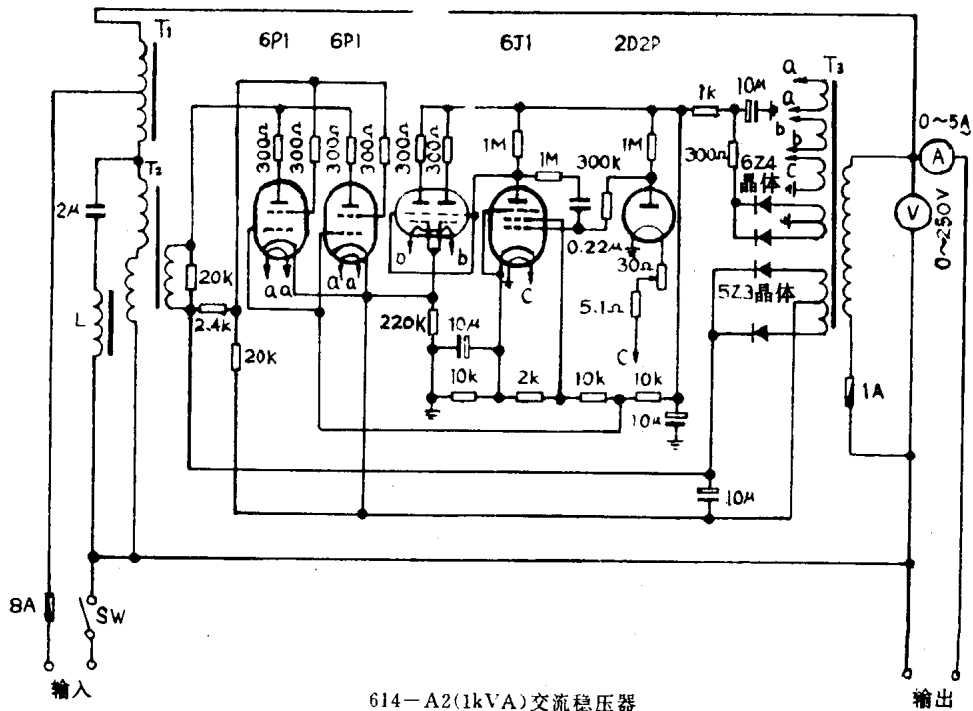 T1
6P1 6P1 6J1 2D2P
T2
300Ω 300Ω 300Ω 300Ω 300Ω 300Ω
1M
1M
300k
0.22μ
1M
1k
10μ
300Ω
a
a
b
b
c
T3
6Z4
晶体
5Z3晶体
0~5A
A
V
0~250V
2μ
L
20k
2.4k
20k
a a
a a
b
c
220k
10μ
30Ω
5.1Ω
C
10k
2k
10k
10k
10μ
10μ
1A
8A
SW
输入
输出
614-A2(1kVA)交流稳压器